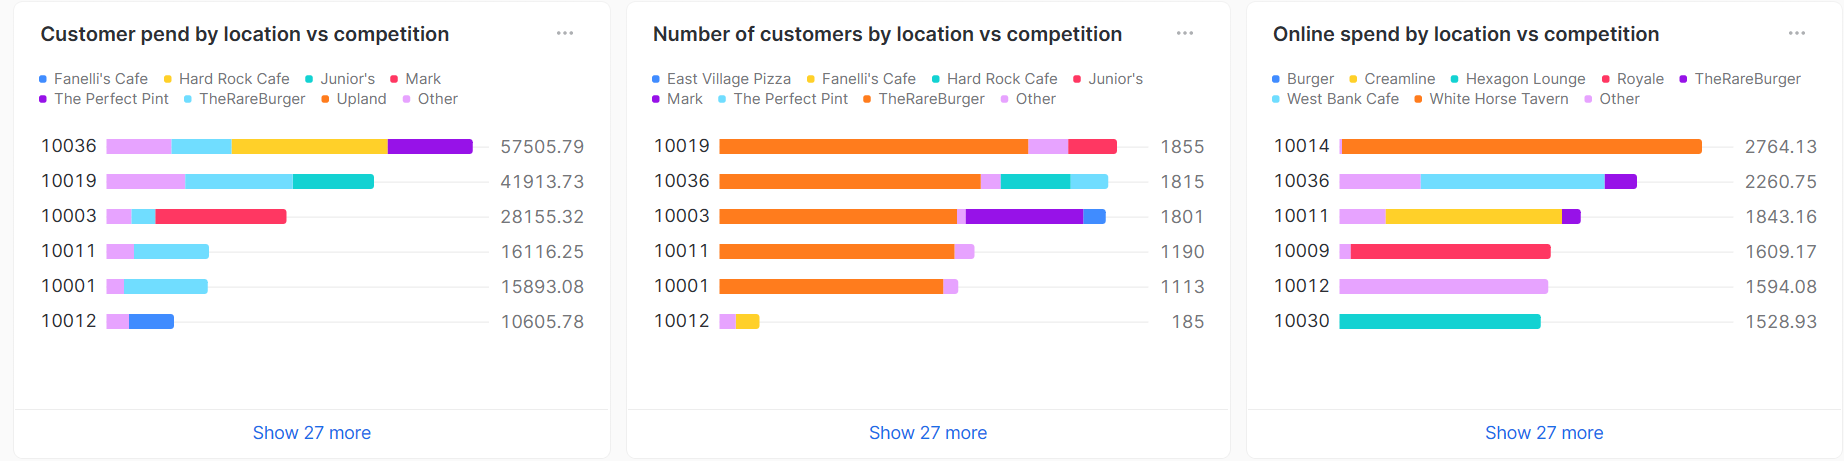 Customer pend by location vs competition
Fanelli's Cafe Hard Rock Cafe Junior's Mark
The Perfect Pint TheRareBurger Upland Other
10036 57505.79
10019 41913.73
10003 28155.32
10011 16116.25
10001 15893.08
10012 10605.78
Show 27 more
Number of customers by location vs competition
East Village Pizza Fanelli's Cafe Hard Rock Cafe Junior's
Mark The Perfect Pint TheRareBurger Other
10019 1855
10036 1815
10003 1801
10011 1190
10001 1113
10012 185
Show 27 more
Online spend by location vs competition
Burger Creamline Hexagon Lounge Royale TheRareBurger
West Bank Cafe White Horse Tavern Other
10014 2764.13
10036 2260.75
10011 1843.16
10009 1609.17
10012 1594.08
10030 1528.93
Show 27 more